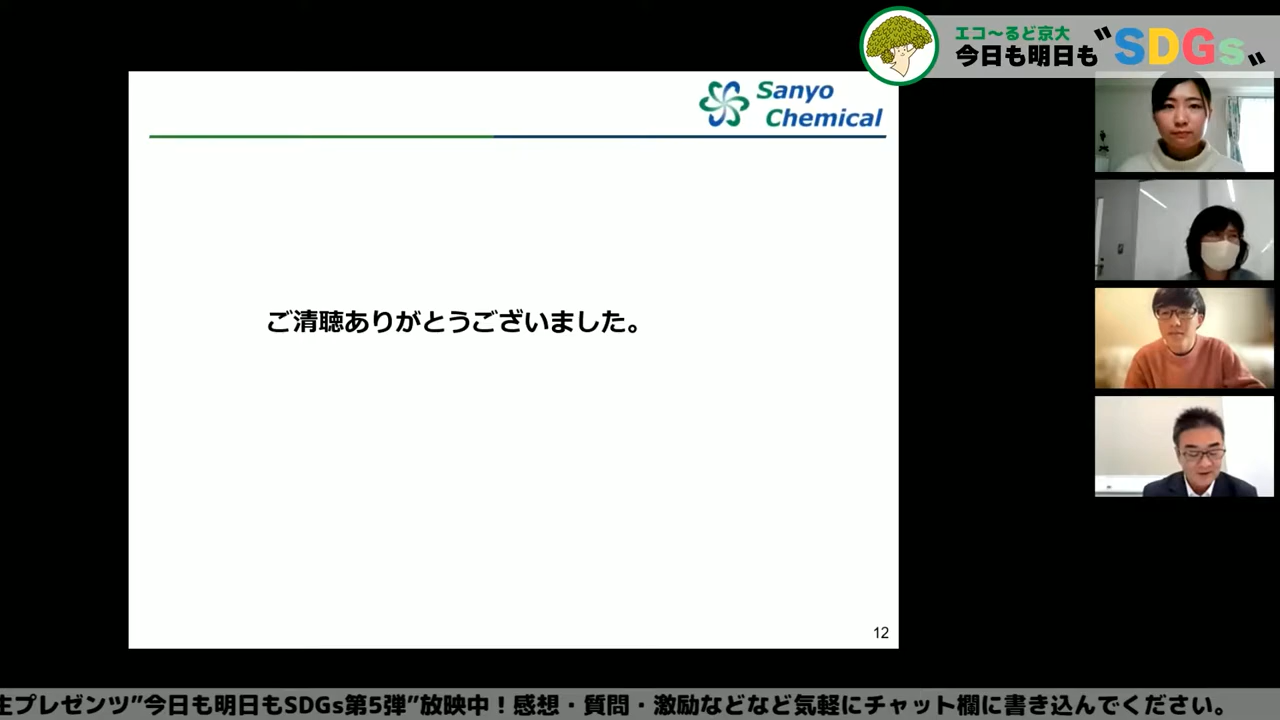 エコ～るど京大
今日も明日も〝SDGs〟
Sanyo
Chemical
ご清聴ありがとうございました。
12
生プレゼンツ”今日も明日もSDGs第5弾”放映中！感想・質問・激励などなど気軽にチャット欄に書き込んでください。